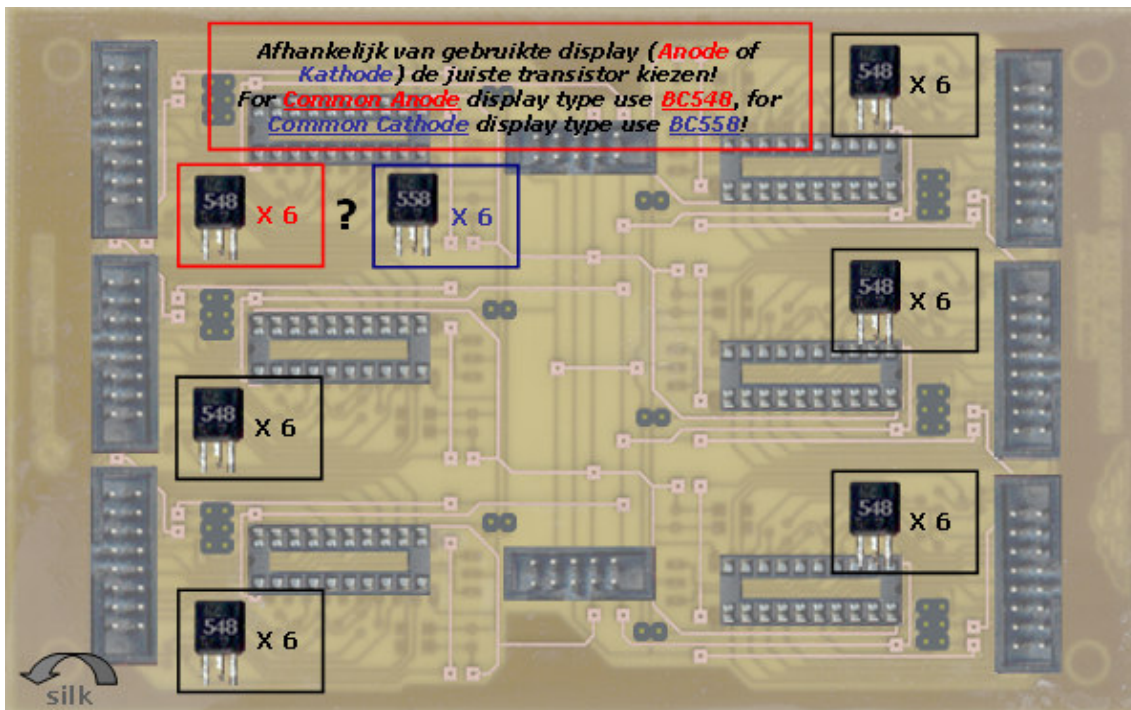 Afhankelijk van gebruikte display (Anode of
Kathode) de juiste transistor kiezen!
For Common Anode display type use BC548, for
Common Cathode display type use BC558!
548 X 6
548 X 6 ? 558 X 6
548 X 6
548 X 6
548 X 6
548 X 6
silk